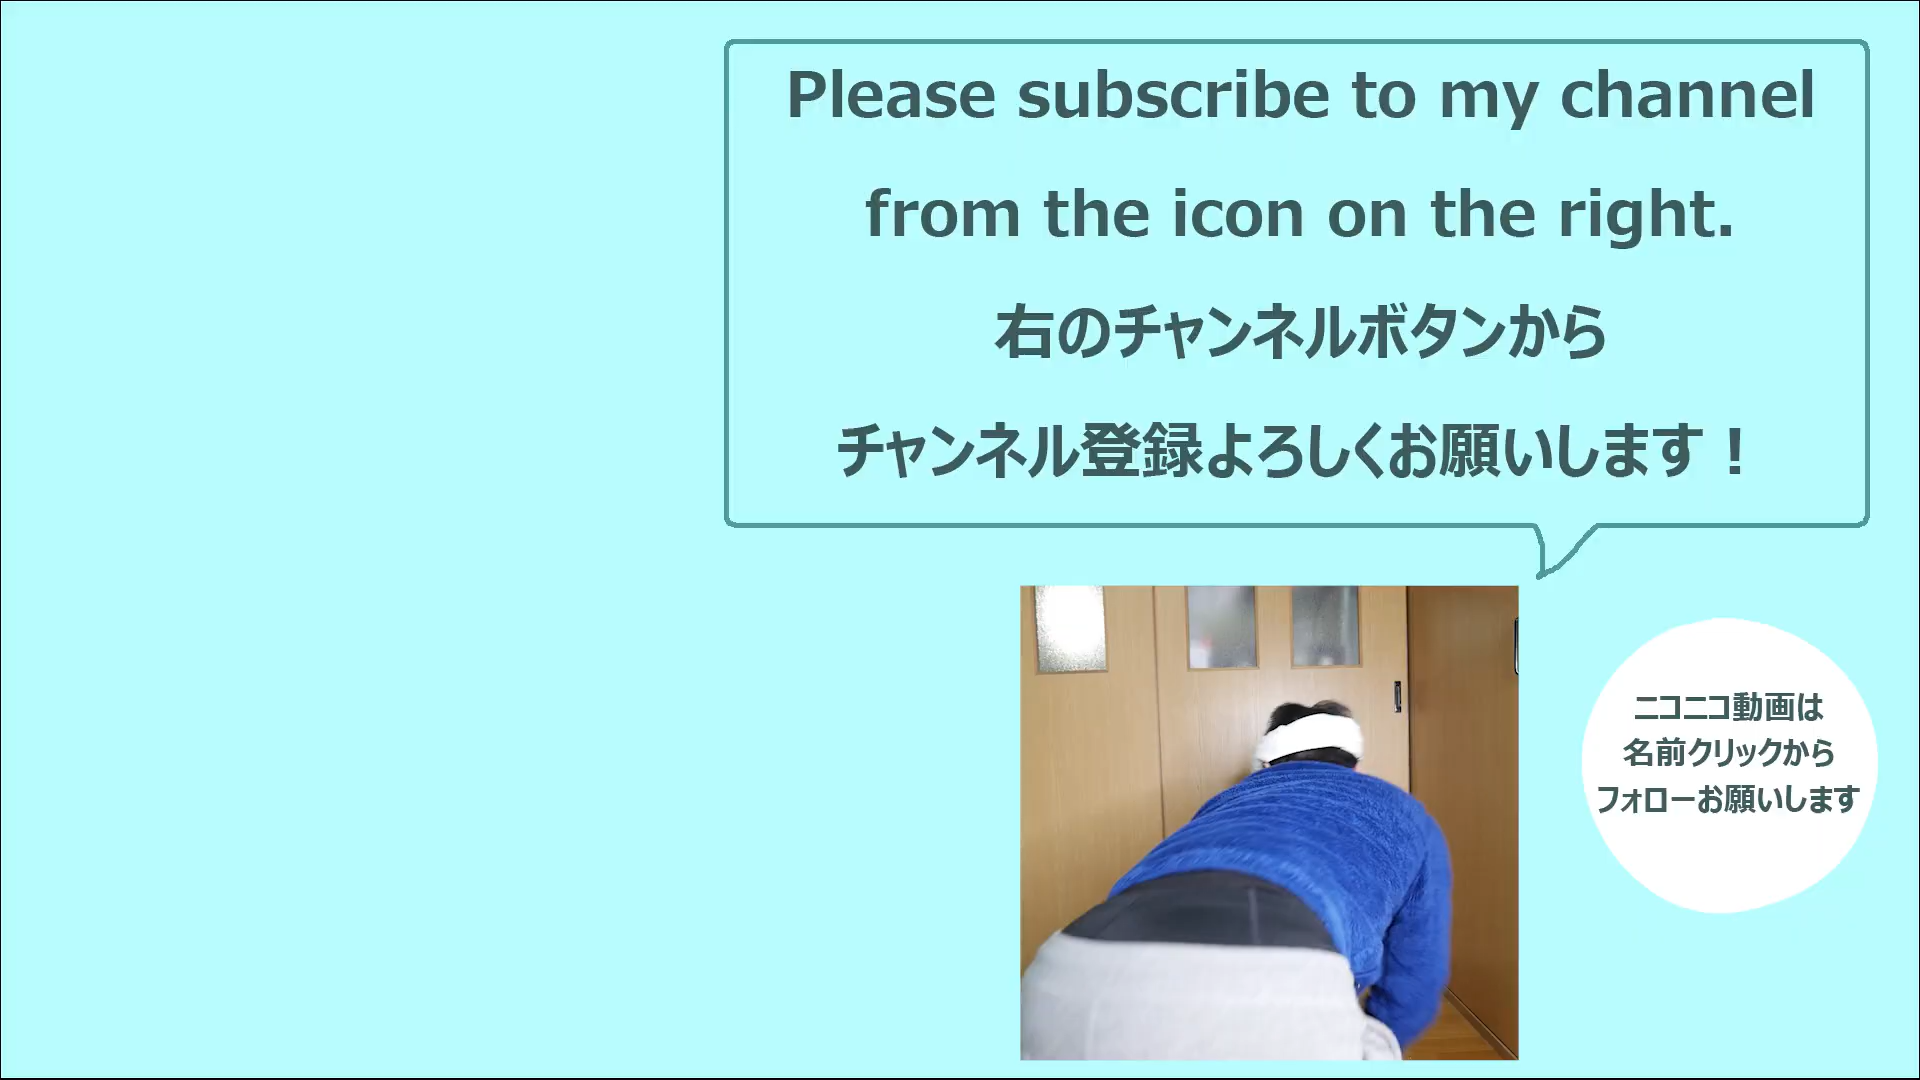 Please subscribe to my channel
from the icon on the right.
右のチャンネルボタンから
チャンネル登録よろしくお願いします！
ニコニコ動画は
名前クリックから
フォローお願いします